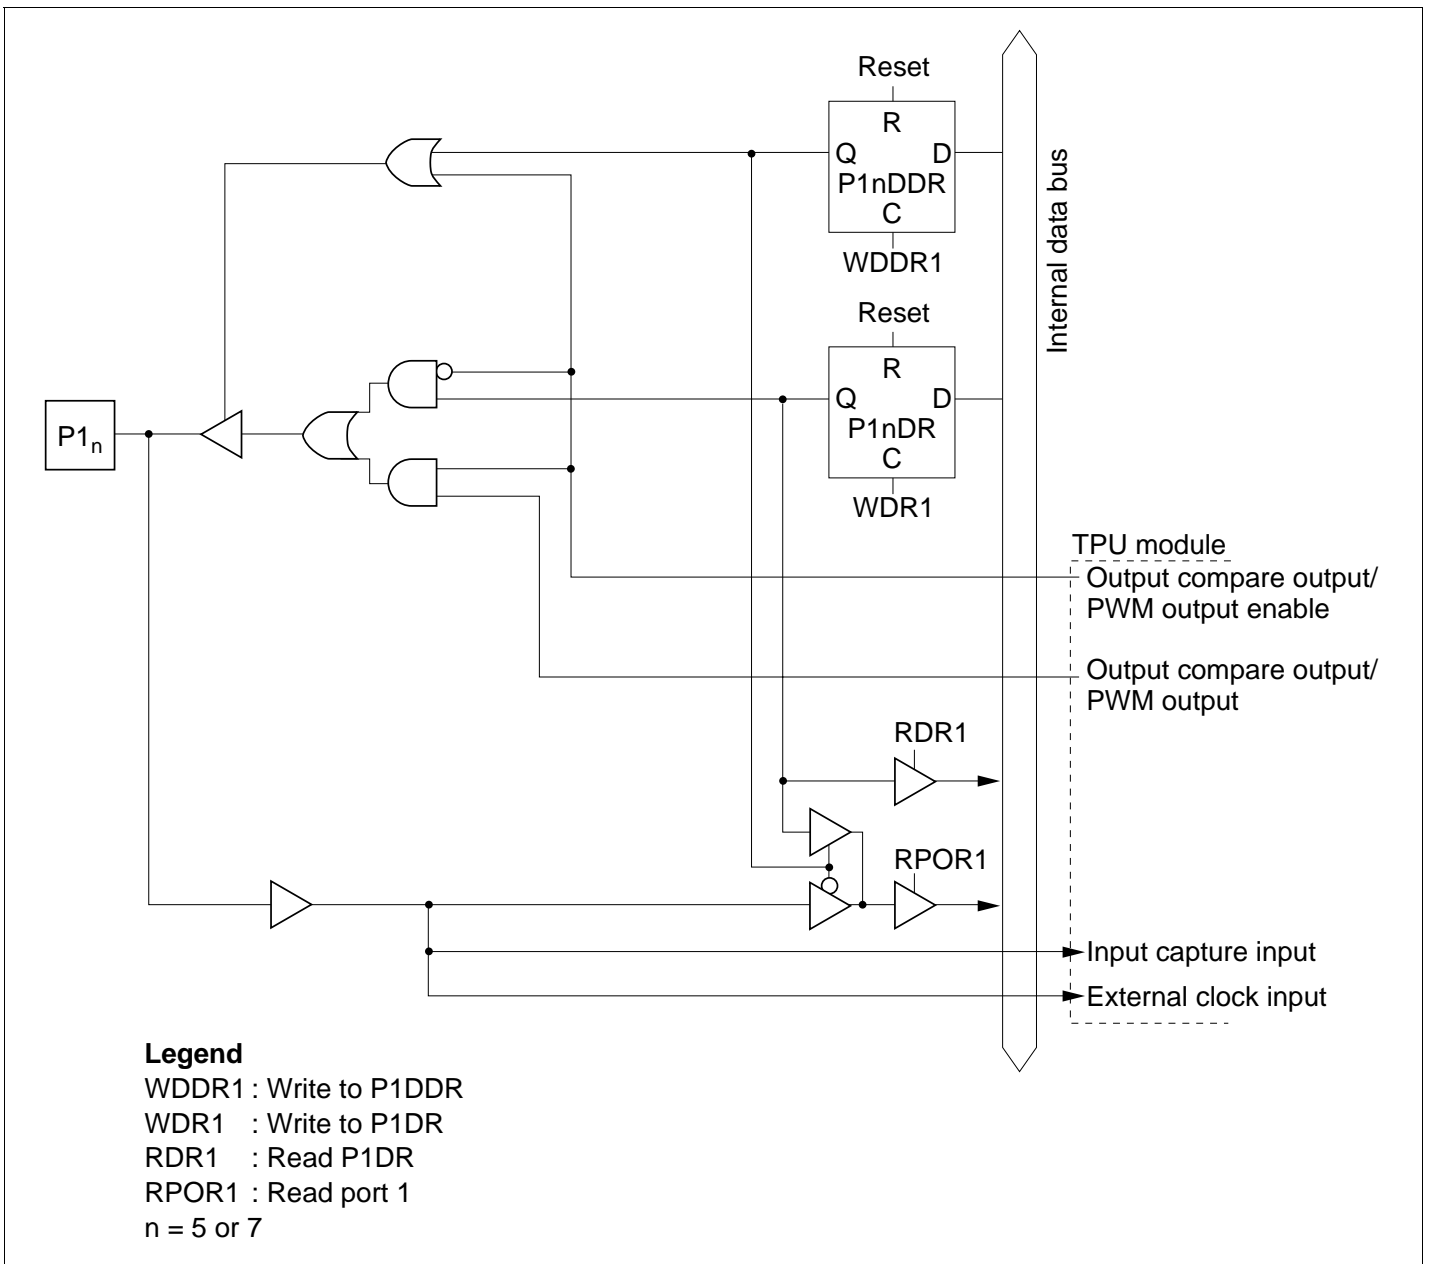 Reset
R
Q D
P1nDDR
C
WDDR1
Internal data bus
Reset
R
Q D
P1nDR
C
WDR1
P1n
TPU module
Output compare output/
PWM output enable
Output compare output/
PWM output
RDR1
RPOR1
Input capture input
External clock input
Legend
WDDR1 : Write to P1DDR
WDR1 : Write to P1DR
RDR1 : Read P1DR
RPOR1 : Read port 1
n = 5 or 7